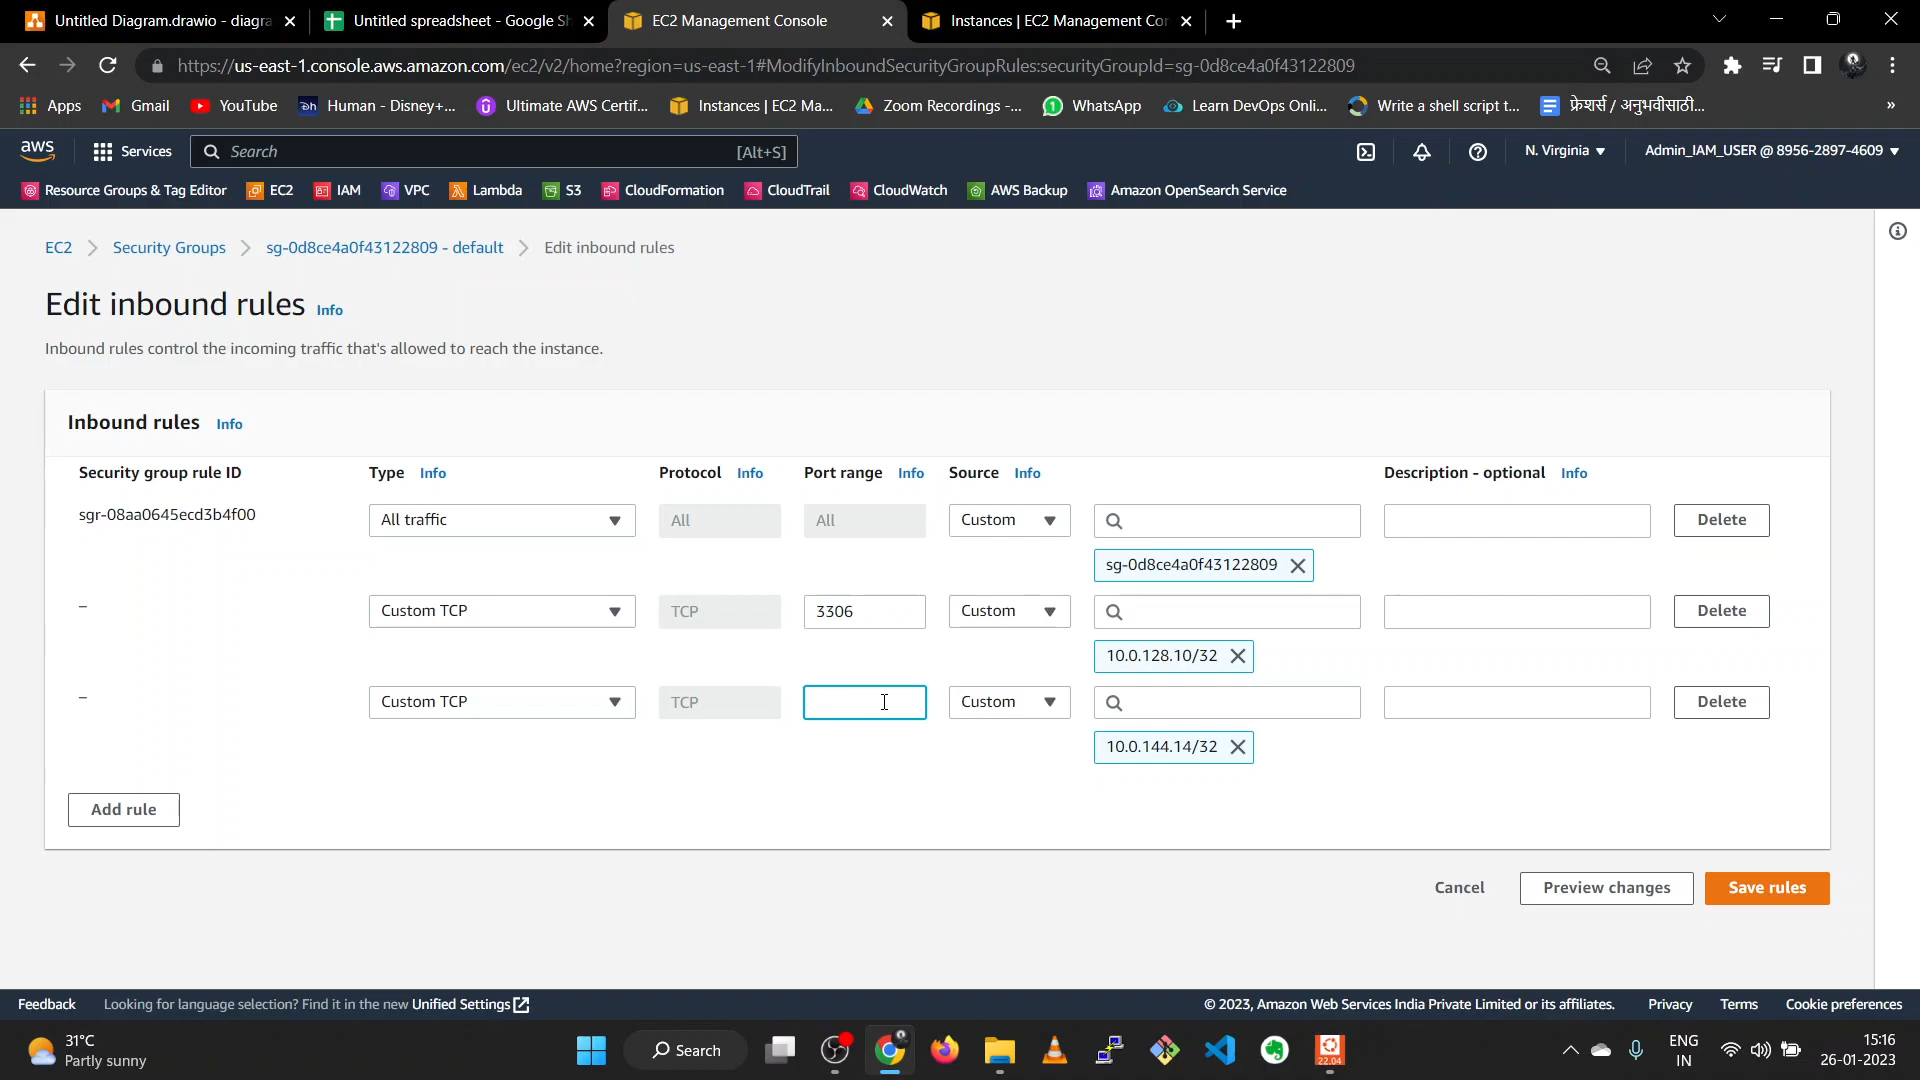 Untitled Diagram.drawio - diagra
Untitled spreadsheet - Google Sh
EC2 Management Console
Instances | EC2 Management Con
https://us-east-1.console.aws.amazon.com/ec2/v2/home?region=us-east-1#ModifyInboundSecurityGroupRules:securityGroupId=sg-0d8ce4a0f43122809
Apps Gmail YouTube Human - Disney+... Ultimate AWS Certif... Instances | EC2 Ma... Zoom Recordings -... WhatsApp Learn DevOps Onli... Write a shell script t... फ्रेशर्स / अनुभवीसाठी... »
aws Services Search [Alt+S] N. Virginia Admin_IAM_USER @ 8956-2897-4609
Resource Groups & Tag Editor EC2 IAM VPC Lambda S3 CloudFormation CloudTrail CloudWatch AWS Backup Amazon OpenSearch Service
EC2 Security Groups sg-0d8ce4a0f43122809 - default Edit inbound rules
Edit inbound rules Info
Inbound rules control the incoming traffic that's allowed to reach the instance.
Inbound rules Info
Security group rule ID Type Info Protocol Info Port range Info Source Info Description - optional Info
sgr-08aa0645ecd3b4f00 All traffic All All Custom Delete
sg-0d8ce4a0f43122809
– Custom TCP TCP 3306 Custom Delete
10.0.128.10/32
– Custom TCP TCP Custom Delete
10.0.144.14/32
Add rule
Cancel Preview changes Save rules
Feedback Looking for language selection? Find it in the new Unified Settings © 2023, Amazon Web Services India Private Limited or its affiliates. Privacy Terms Cookie preferences
31°C
Partly sunny
Search
22.04
ENG
IN
15:16
26-01-2023